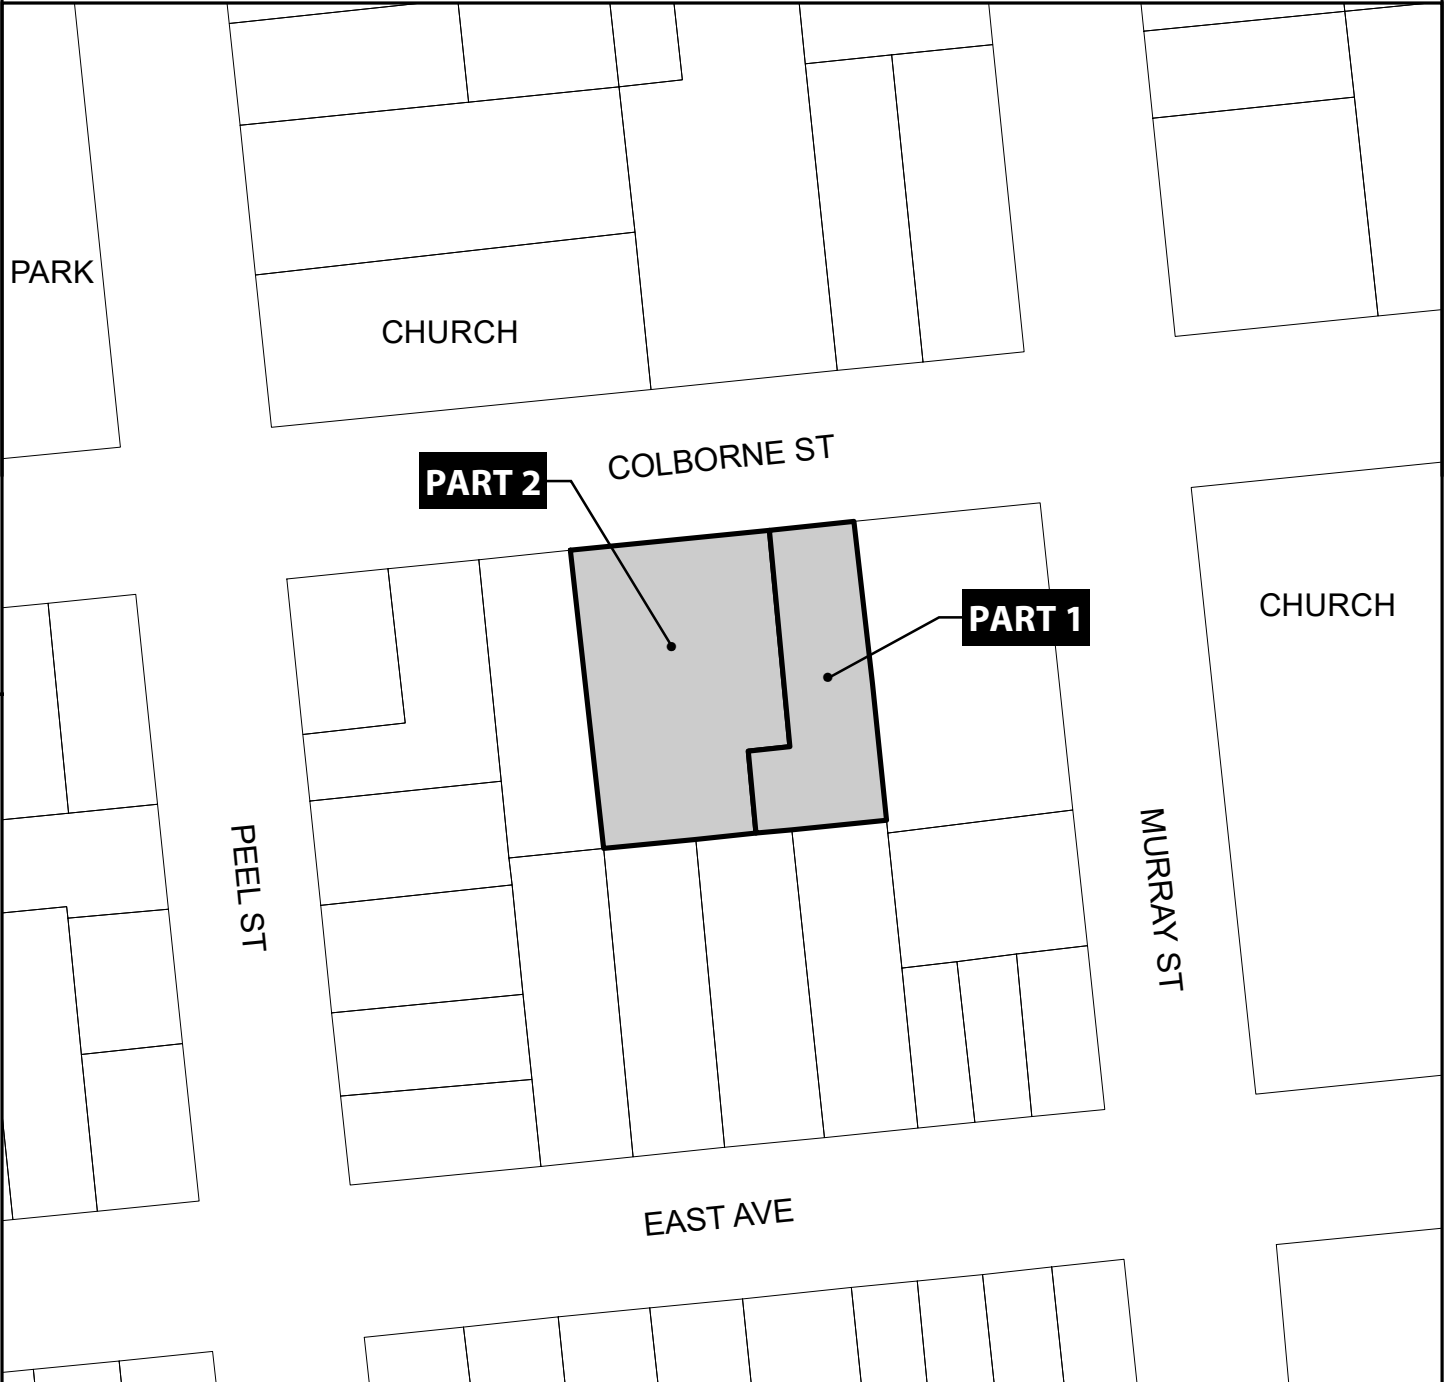 PARK
CHURCH
COLBORNE ST
PART 2
CHURCH
PART 1
PEEL ST
MURRAY ST
EAST AVE